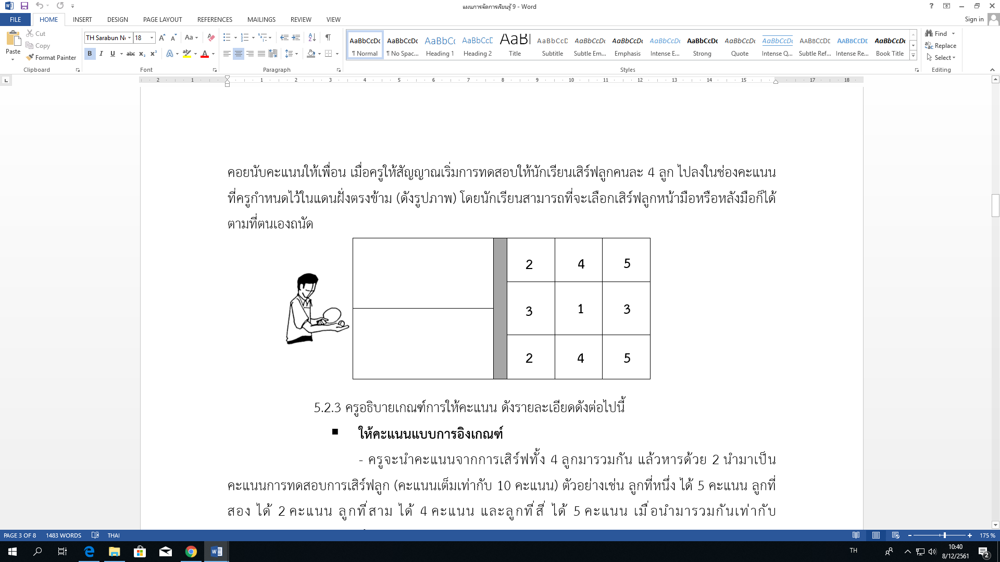 แผนการจัดการเรียนรู้ 9 - Word
FILE HOME INSERT DESIGN PAGE LAYOUT REFERENCES MAILINGS REVIEW VIEW Sign in
Paste Cut Copy Format Painter
TH Sarabun N 18
AaBbCcDc ¶ Normal
AaBbCcDc ¶ No Spac...
AaBbCc Heading 1
AaBbCcD Heading 2
AaBl Title
AaBbCcD Subtitle
AaBbCcDc Subtle Em...
AaBbCcDc Emphasis
AaBbCcDc Intense E...
AaBbCcDc Strong
AaBbCcDc Quote
AaBbCcDc Intense Q...
AABBCCDD Subtle Ref...
AABBCCDD Intense Re...
AaBbCcDc Book Title
Find
Replace
Select
Clipboard Font Paragraph Styles Editing
2 1 1 2 3 4 5 6 7 8 9 10 11 12 13 14 15 17 18
คอยนับคะแนนให้เพื่อน เมื่อครูให้สัญญาณเริ่มการทดสอบให้นักเรียนเสิร์ฟลูกคนละ 4 ลูก ไปลงในช่องคะแนน
ที่ครูกำหนดไว้ในแดนฝั่งตรงข้าม (ดังรูปภาพ) โดยนักเรียนสามารถที่จะเลือกเสิร์ฟลูกหน้ามือหรือหลังมือก็ได้
ตามที่ตนเองถนัด
2 4 5
3 1 3
2 4 5
5.2.3 ครูอธิบายเกณฑ์การให้คะแนน ดังรายละเอียดดังต่อไปนี้
ให้คะแนนแบบการอิงเกณฑ์
- ครูจะนำคะแนนจากการเสิร์ฟทั้ง 4 ลูกมารวมกัน แล้วหารด้วย 2 นำมาเป็น
คะแนนการทดสอบการเสิร์ฟลูก (คะแนนเต็มเท่ากับ 10 คะแนน) ตัวอย่างเช่น ลูกที่หนึ่ง ได้ 5 คะแนน ลูกที่
สอง ได้ 2 คะแนน ลูกที่สาม ได้ 4 คะแนน และลูกที่สี่ ได้ 5 คะแนน เมื่อนำมารวมกันเท่ากับ
PAGE 3 OF 8 1483 WORDS THAI 175 %
TH 10:40
8/12/2561 2